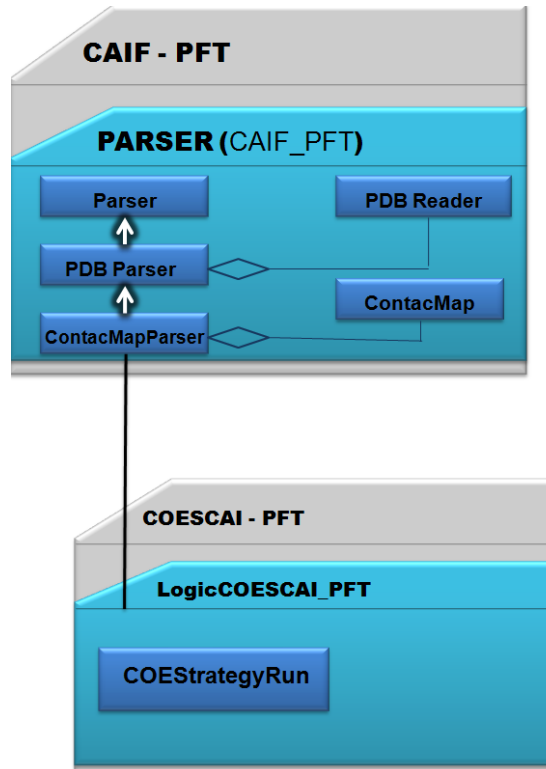 CAIF - PFT
PARSER (CAIF_PFT)
Parser
PDB Reader
PDB Parser
ContacMap
ContacMapParser
COESCAI - PFT
LogicCOESCAI_PFT
COEStrategyRun